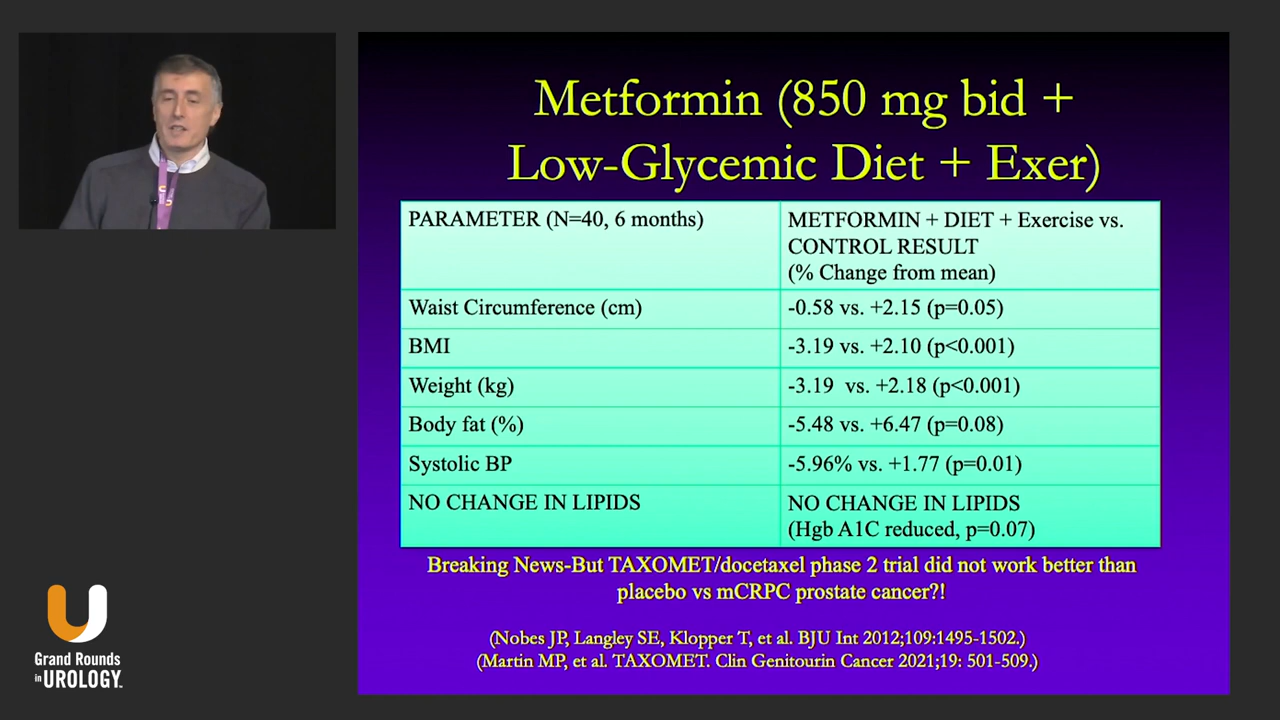 Metformin (850 mg bid +
Low-Glycemic Diet + Exer)
PARAMETER (N=40, 6 months)
METFORMIN + DIET + Exercise vs.
CONTROL RESULT
(% Change from mean)
Waist Circumference (cm)
-0.58 vs. +2.15 (p=0.05)
BMI
-3.19 vs. +2.10 (p<0.001)
Weight (kg)
-3.19 vs. +2.18 (p<0.001)
Body fat (%)
-5.48 vs. +6.47 (p=0.08)
Systolic BP
-5.96% vs. +1.77 (p=0.01)
NO CHANGE IN LIPIDS
NO CHANGE IN LIPIDS
(Hgb A1C reduced, p=0.07)
Breaking News-But TAXOMET/docetaxel phase 2 trial did not work better than
placebo vs mCRPC prostate cancer?!
(Nobes JP, Langley SE, Klopper T, et al. BJU Int 2012;109:1495-1502.)
(Martin MP, et al. TAXOMET. Clin Genitourin Cancer 2021;19: 501-509.)
Grand Rounds
in UROLOGY™